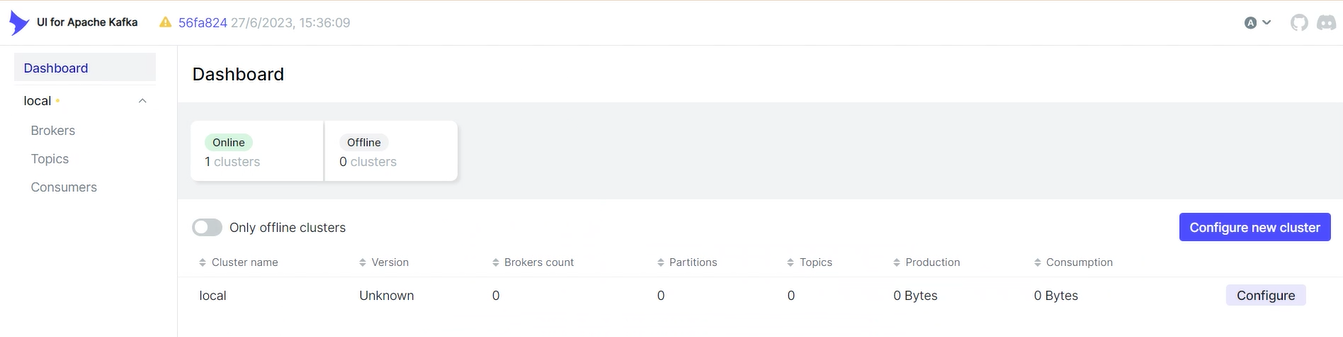 UI for Apache Kafka 56fa824 27/6/2023, 15:36:09 A
Dashboard
local
Brokers
Topics
Consumers
Dashboard
Online Offline
1 clusters 0 clusters
Only offline clusters Configure new cluster
Cluster name Version Brokers count Partitions Topics Production Consumption
local Unknown 0 0 0 0 Bytes 0 Bytes Configure